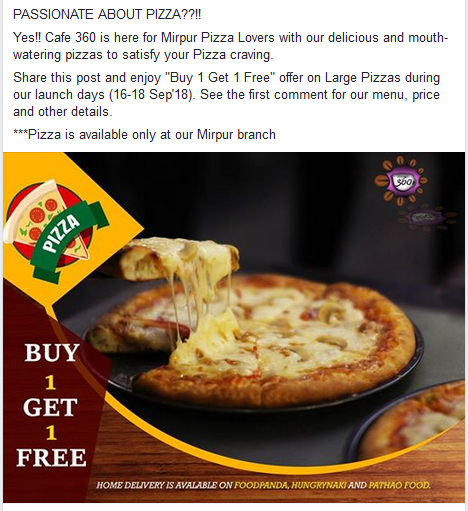 PASSIONATE ABOUT PIZZA??!!
Yes!! Cafe 360 is here for Mirpur Pizza Lovers with our delicious and mouth-
watering pizzas to satisfy your Pizza craving.
Share this post and enjoy "Buy 1 Get 1 Free" offer on Large Pizzas during
our launch days (16-18 Sep'18). See the first comment for our menu, price
and other details.
***Pizza is available only at our Mirpur branch
360
PIZZA
BUY
1
GET
1
FREE
HOME DELIVERY IS AVALABLE ON FOODPANDA, HUNGRYNAKI AND PATHAO FOOD.